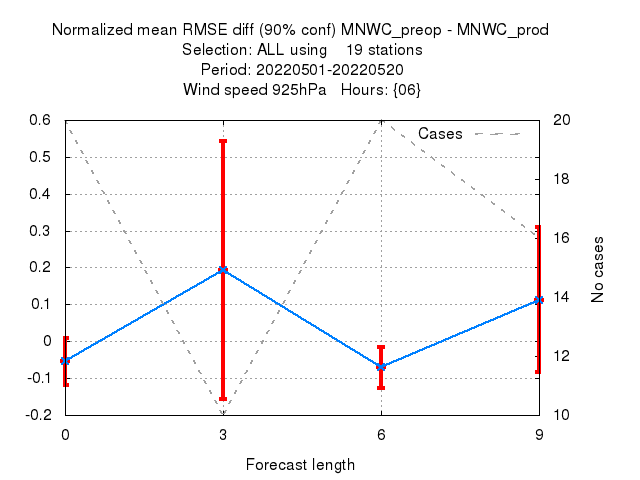 Normalized mean RMSE diff (90% conf) MNWC_preop - MNWC_prod
Selection: ALL using    19 stations
Period: 20220501-20220520
Wind speed 925hPa   Hours: {06}
Cases
0.6
0.5
0.4
0.3
0.2
0.1
0
-0.1
-0.2
20
18
16
14
12
10
No cases
0 3 6 9
Forecast length